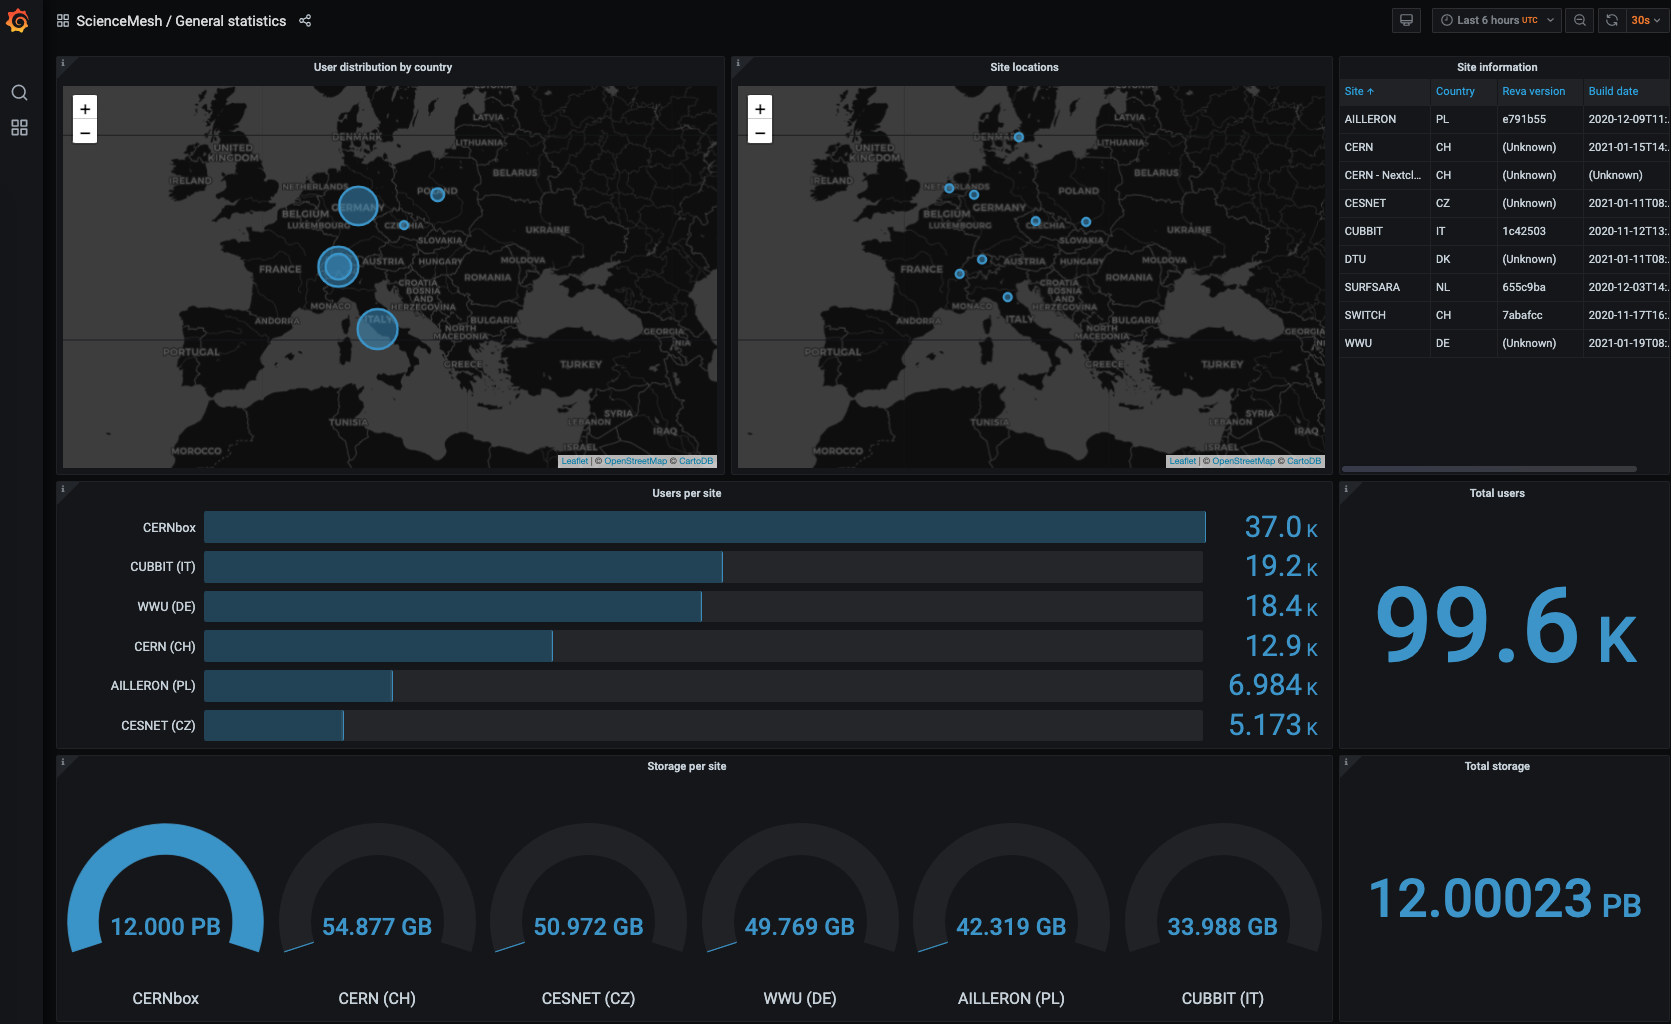 ScienceMesh / General statistics
Last 6 hours UTC
30s
User distribution by country
+
−
LATVIA
DENMARK
LITHUANIA
UNITED
KINGDOM
IRELAND
BELARUS
NETHERLANDS
POLAND
GERMANY
BELGIUM
LUXEMBOURG
CZECHIA
UKRAINE
SLOVAKIA
FRANCE
AUSTRIA
HUNGARY
MOLDOVA
ROMANIA
CROATIA
BOSNIA
AND
HERZEGOVINA
MONACO
ITALY
ANDORRA
BULGARIA
NORTH
MACEDONIA
GEORGIA
PORTUGAL
GREECE
TURKEY
SYRIA
LEBANON
TUNISIA
IRAQ
ISRAEL
MOROCCO
Leaflet | © OpenStreetMap © CartoDB
Site locations
+
−
LATVIA
DENMARK
LITHUANIA
UNITED
KINGDOM
IRELAND
BELARUS
NETHERLANDS
POLAND
GERMANY
BELGIUM
LUXEMBOURG
CZECHIA
UKRAINE
SLOVAKIA
FRANCE
AUSTRIA
HUNGARY
MOLDOVA
ROMANIA
CROATIA
BOSNIA
AND
HERZEGOVINA
MONACO
ITALY
ANDORRA
BULGARIA
NORTH
MACEDONIA
GEORGIA
PORTUGAL
GREECE
TURKEY
SYRIA
LEBANON
TUNISIA
IRAQ
ISRAEL
MOROCCO
Leaflet | © OpenStreetMap © CartoDB
Site information
Site ↑ Country Reva version Build date
AILLERON PL e791b55 2020-12-09T11:..
CERN CH (Unknown) 2021-01-15T14:..
CERN - Nextcl... CH (Unknown) (Unknown)
CESNET CZ (Unknown) 2021-01-11T08:..
CUBBIT IT 1c42503 2020-11-12T13:..
DTU DK (Unknown) 2021-01-11T08:..
SURFSARA NL 655c9ba 2020-12-03T14:..
SWITCH CH 7abafcc 2020-11-17T16:..
WWU DE (Unknown) 2021-01-19T08:..
Users per site
CERNbox 37.0 K
CUBBIT (IT) 19.2 K
WWU (DE) 18.4 K
CERN (CH) 12.9 K
AILLERON (PL) 6.984 K
CESNET (CZ) 5.173 K
Total users
99.6 K
Storage per site
12.000 PB 54.877 GB 50.972 GB 49.769 GB 42.319 GB 33.988 GB
CERNbox CERN (CH) CESNET (CZ) WWU (DE) AILLERON (PL) CUBBIT (IT)
Total storage
12.00023 PB